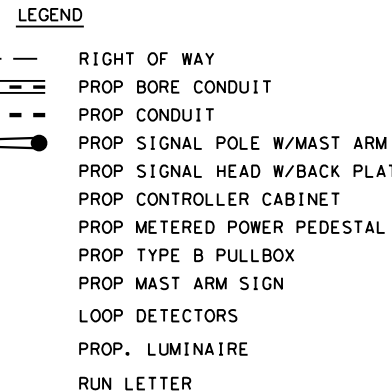 LEGEND
RIGHT OF WAY
PROP BORE CONDUIT
PROP CONDUIT
PROP SIGNAL POLE W/MAST ARM
PROP SIGNAL HEAD W/BACK PLAT
PROP CONTROLLER CABINET
PROP METERED POWER PEDESTAL
PROP TYPE B PULLBOX
PROP MAST ARM SIGN
LOOP DETECTORS
PROP. LUMINAIRE
RUN LETTER